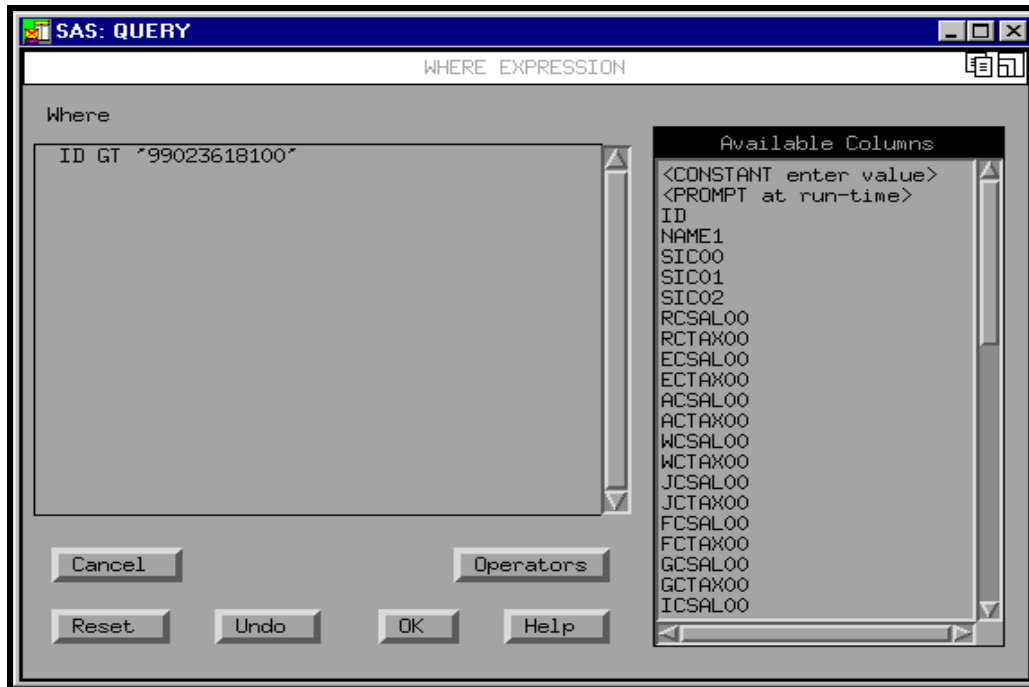 SAS: QUERY
WHERE EXPRESSION
Where
ID GT "99023618100"
Available Columns
<CONSTANT enter value>
<PROMPT at run-time>
ID
NAME1
SIC00
SIC01
SIC02
RCSAL00
RCTAX00
ECSAL00
ECTAX00
ACSAL00
ACTAX00
WCSAL00
WCTAX00
JCSAL00
JCTAX00
FCSAL00
FCTAX00
GCSAL00
GCTAX00
ICSAL00
Cancel
Operators
Reset
Undo
OK
Help